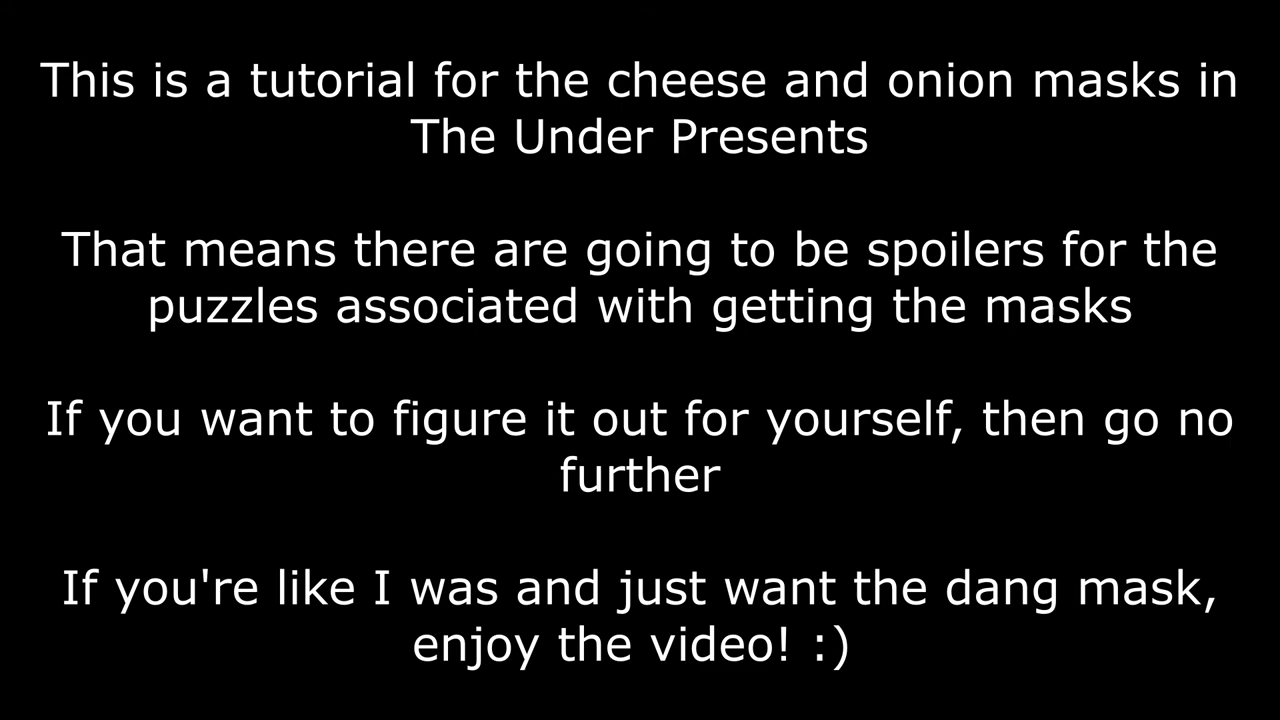 This is a tutorial for the cheese and onion masks in
The Under Presents
That means there are going to be spoilers for the
puzzles associated with getting the masks
If you want to figure it out for yourself, then go no
further
If you're like I was and just want the dang mask,
enjoy the video! :)